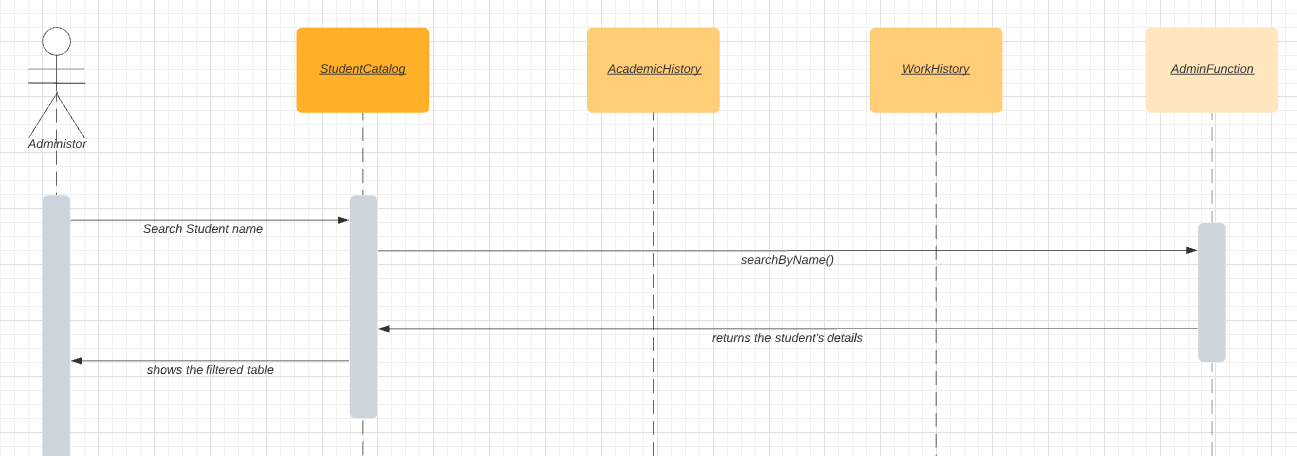 StudentCatalog
AcademicHistory
WorkHistory
AdminFunction
Administor
Search Student name
searchByName()
returns the student's details
shows the filtered table